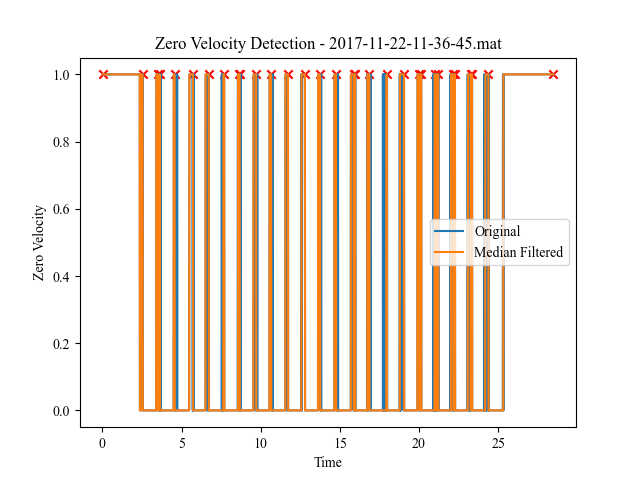 Zero Velocity Detection - 2017-11-22-11-36-45.mat
1.0
0.8
0.6
0.4
0.2
0.0
Zero Velocity
Original
Median Filtered
0 5 10 15 20 25
Time